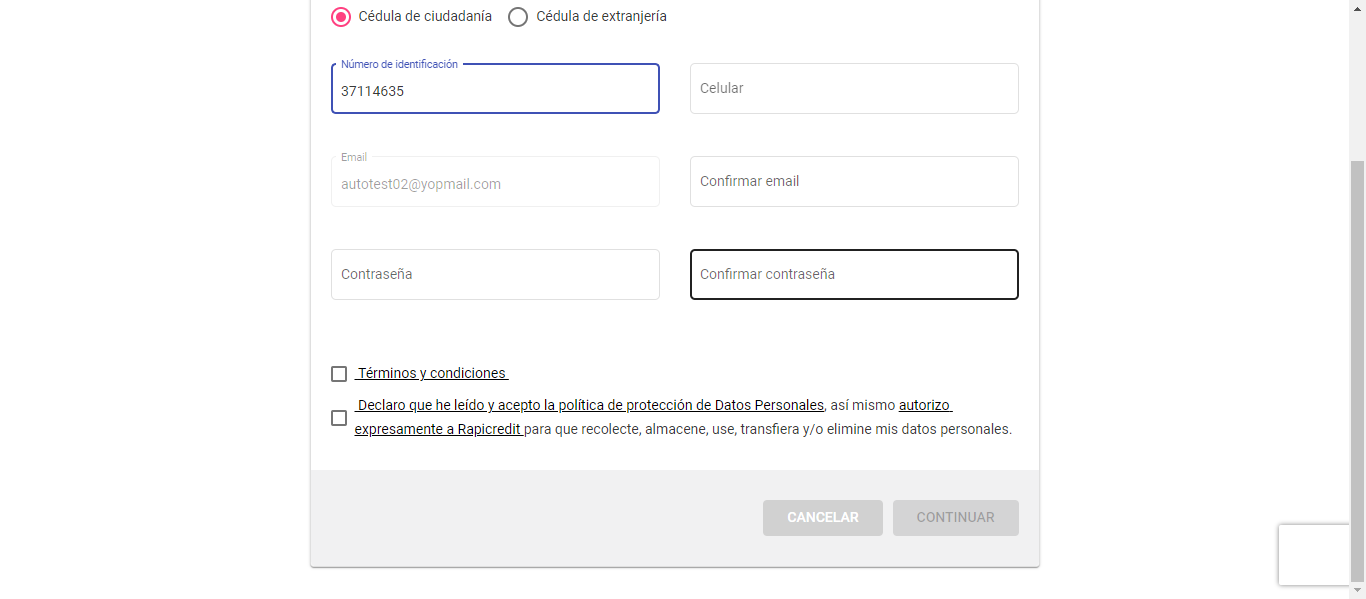 Cédula de ciudadanía Cédula de extranjería
Número de identificación
37114635 Celular
Email
autotest02@yopmail.com Confirmar email
Contraseña Confirmar contraseña
Términos y condiciones
Declaro que he leído y acepto la política de protección de Datos Personales, así mismo autorizo
expresamente a Rapicredit para que recolecte, almacene, use, transfiera y/o elimine mis datos personales.
CANCELAR CONTINUAR